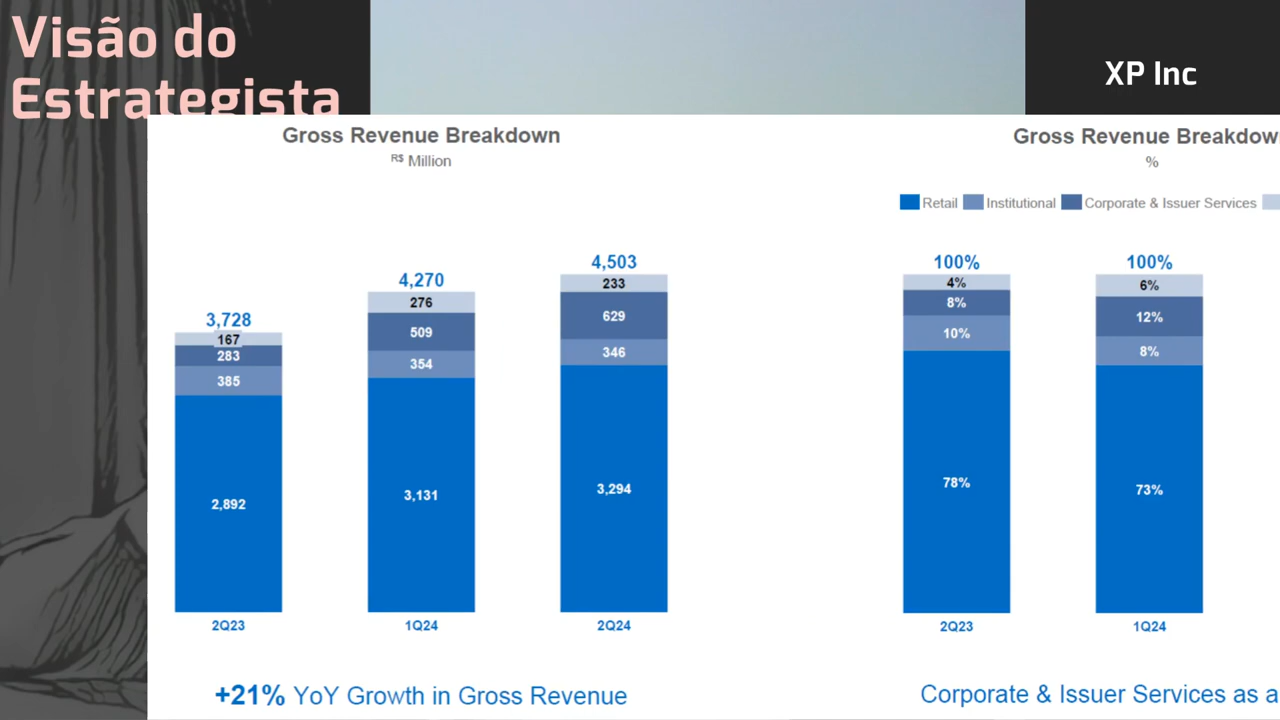 Visão do
Estrategista
XP Inc
Gross Revenue Breakdown
R$ Million
3,728
167
283
385
2,892
2Q23
4,270
276
509
354
3,131
1Q24
4,503
233
629
346
3,294
2Q24
+21% YoY Growth in Gross Revenue
Gross Revenue Breakdow
%
Retail Institutional Corporate & Issuer Services
100%
4%
8%
10%
78%
2Q23
100%
6%
12%
8%
73%
1Q24
Corporate & Issuer Services as a